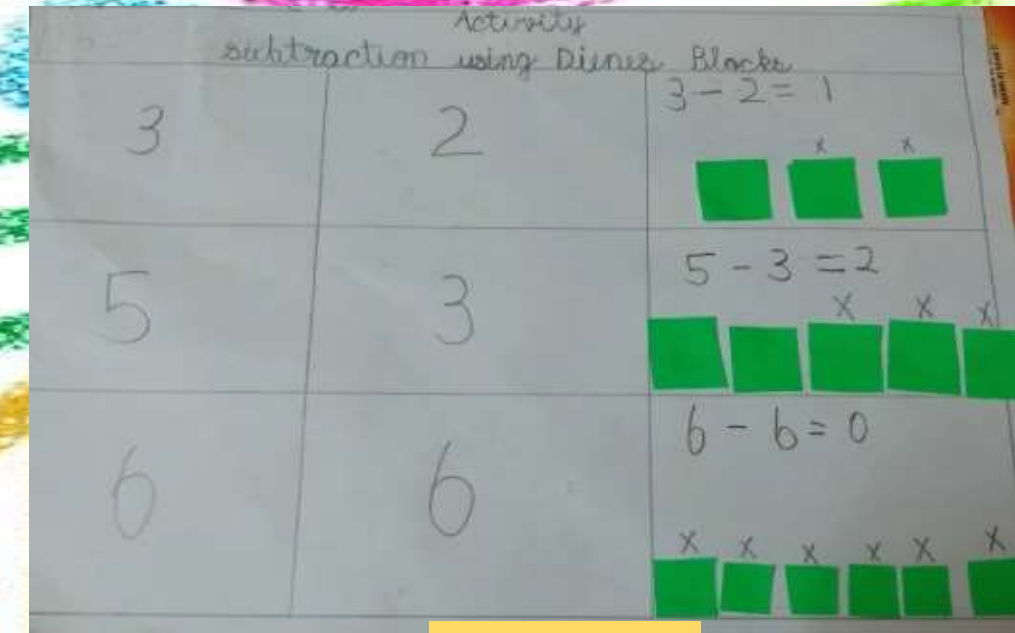 Activity
subtraction using Dienes Blocks
3 2 3 - 2 = 1
x x
5 3 5 - 3 = 2
x x x
6 6 6 - 6 = 0
x x x x x x